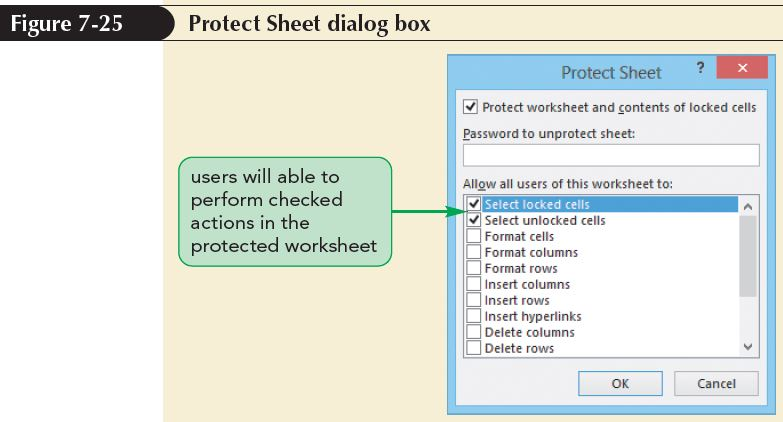 Figure 7-25
Protect Sheet dialog box
Protect Sheet
?
Protect worksheet and contents of locked cells
Password to unprotect sheet:
users will able to
perform checked
actions in the
protected worksheet
Allow all users of this worksheet to:
Select locked cells
Select unlocked cells
Format cells
Format columns
Format rows
Insert columns
Insert rows
Insert hyperlinks
Delete columns
Delete rows
OK
Cancel